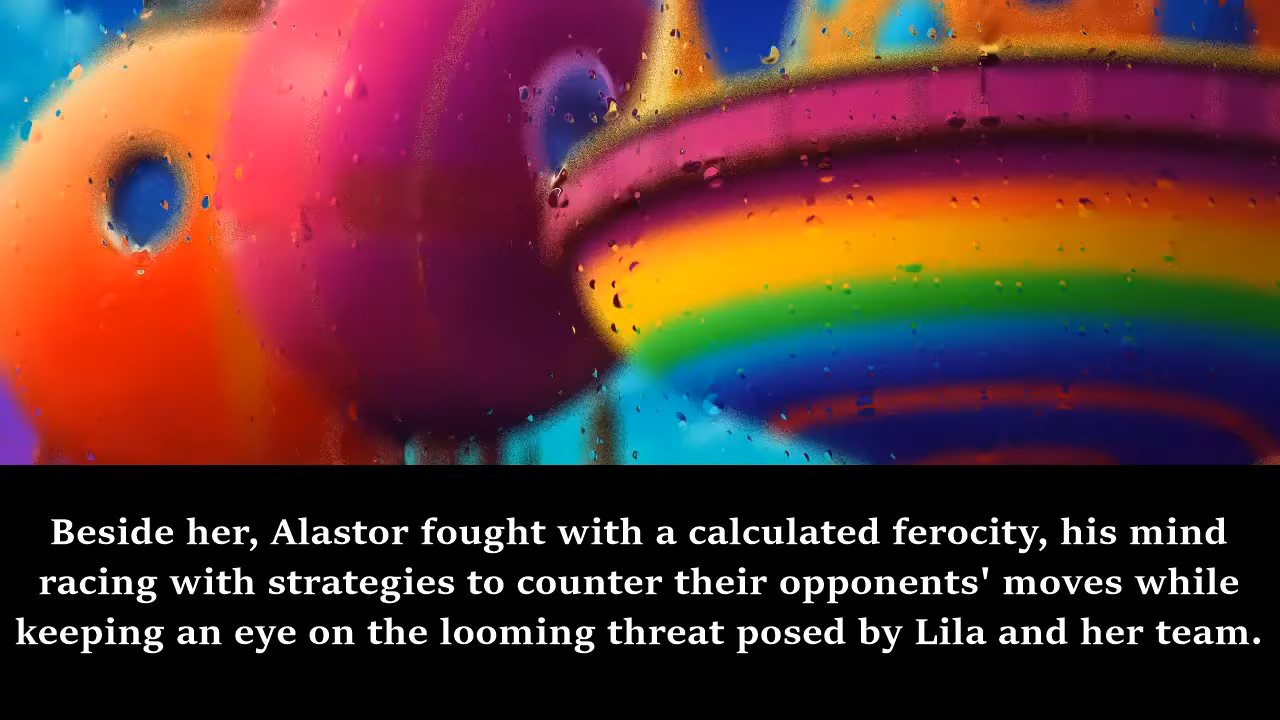 Beside her, Alastor fought with a calculated ferocity, his mind
racing with strategies to counter their opponents' moves while
keeping an eye on the looming threat posed by Lila and her team.